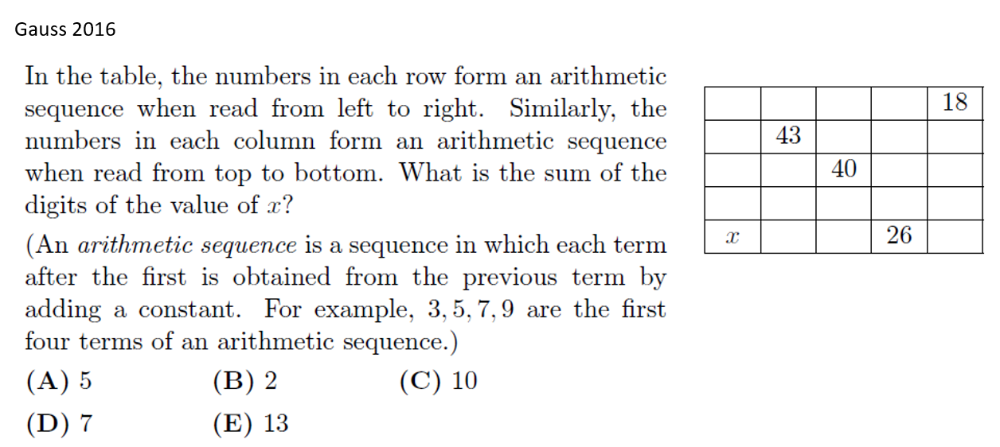 Gauss 2016
In the table, the numbers in each row form an arithmetic
sequence when read from left to right. Similarly, the
numbers in each column form an arithmetic sequence
when read from top to bottom. What is the sum of the
digits of the value of x?
(An arithmetic sequence is a sequence in which each term
after the first is obtained from the previous term by
adding a constant. For example, 3, 5, 7, 9 are the first
four terms of an arithmetic sequence.)
(A) 5 (B) 2 (C) 10
(D) 7 (E) 13
18
43
40
x 26